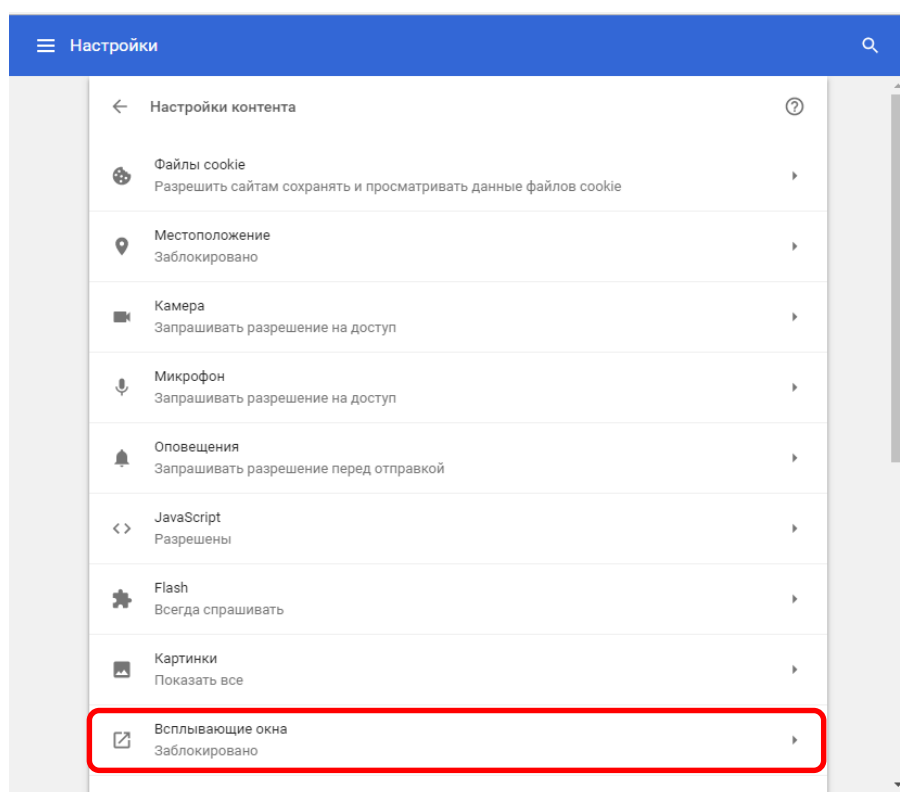 Настройки
Настройки контента
Файлы cookie
Разрешить сайтам сохранять и просматривать данные файлов cookie
Местоположение
Заблокировано
Камера
Запрашивать разрешение на доступ
Микрофон
Запрашивать разрешение на доступ
Оповещения
Запрашивать разрешение перед отправкой
JavaScript
Разрешены
Flash
Всегда спрашивать
Картинки
Показать все
Всплывающие окна
Заблокировано